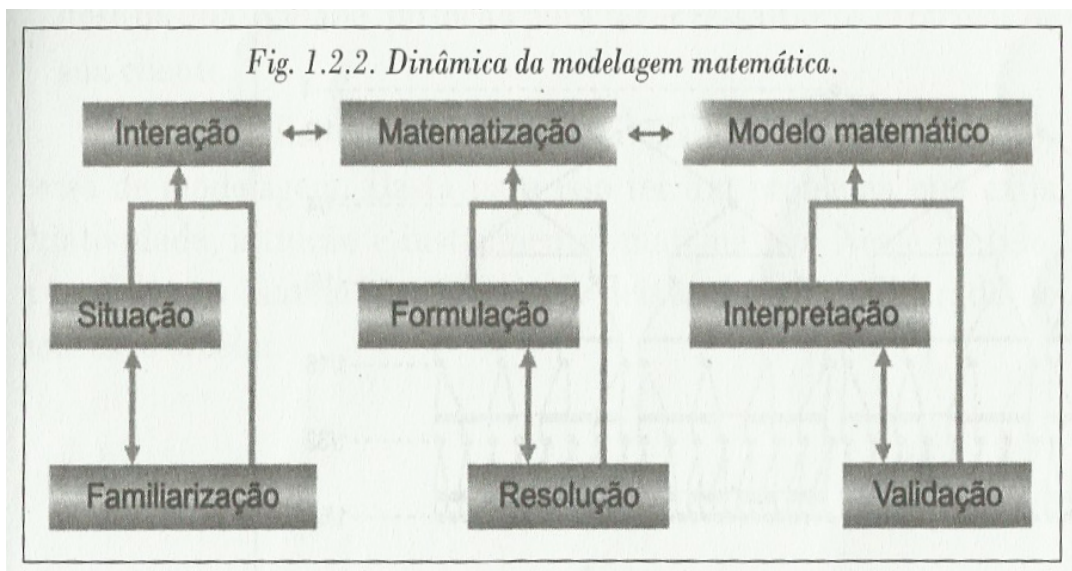 Fig. 1.2.2. Dinâmica da modelagem matemática.
Interação
Matematização
Modelo matemático
Situação
Formulação
Interpretação
Familiarização
Resolução
Validação